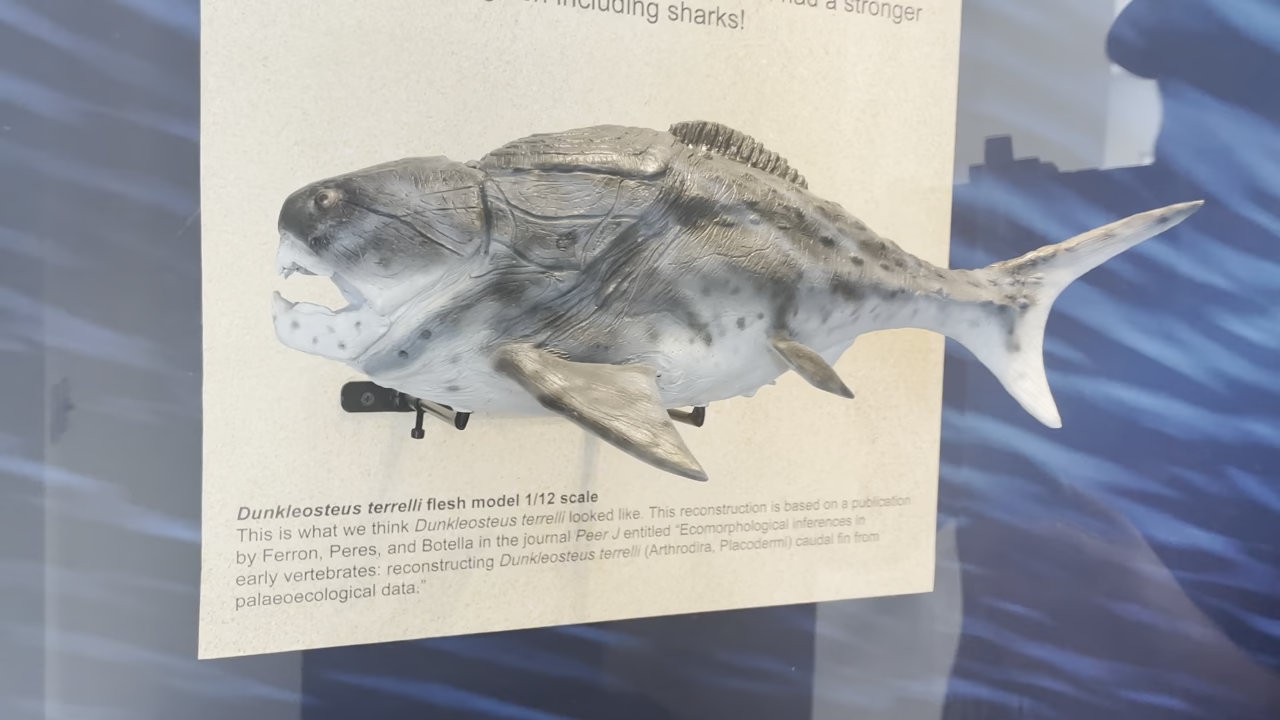 had a stronger
including sharks!
Dunkleosteus terrelli flesh model 1/12 scale
This is what we think Dunkleosteus terrelli looked like. This reconstruction is based on a publication
by Ferron, Peres, and Botella in the journal Peer J entitled “Ecomorphological inferences in
early vertebrates: reconstructing Dunkleosteus terrelli (Arthrodira, Placodermi) caudal fin from
palaeoecological data.”